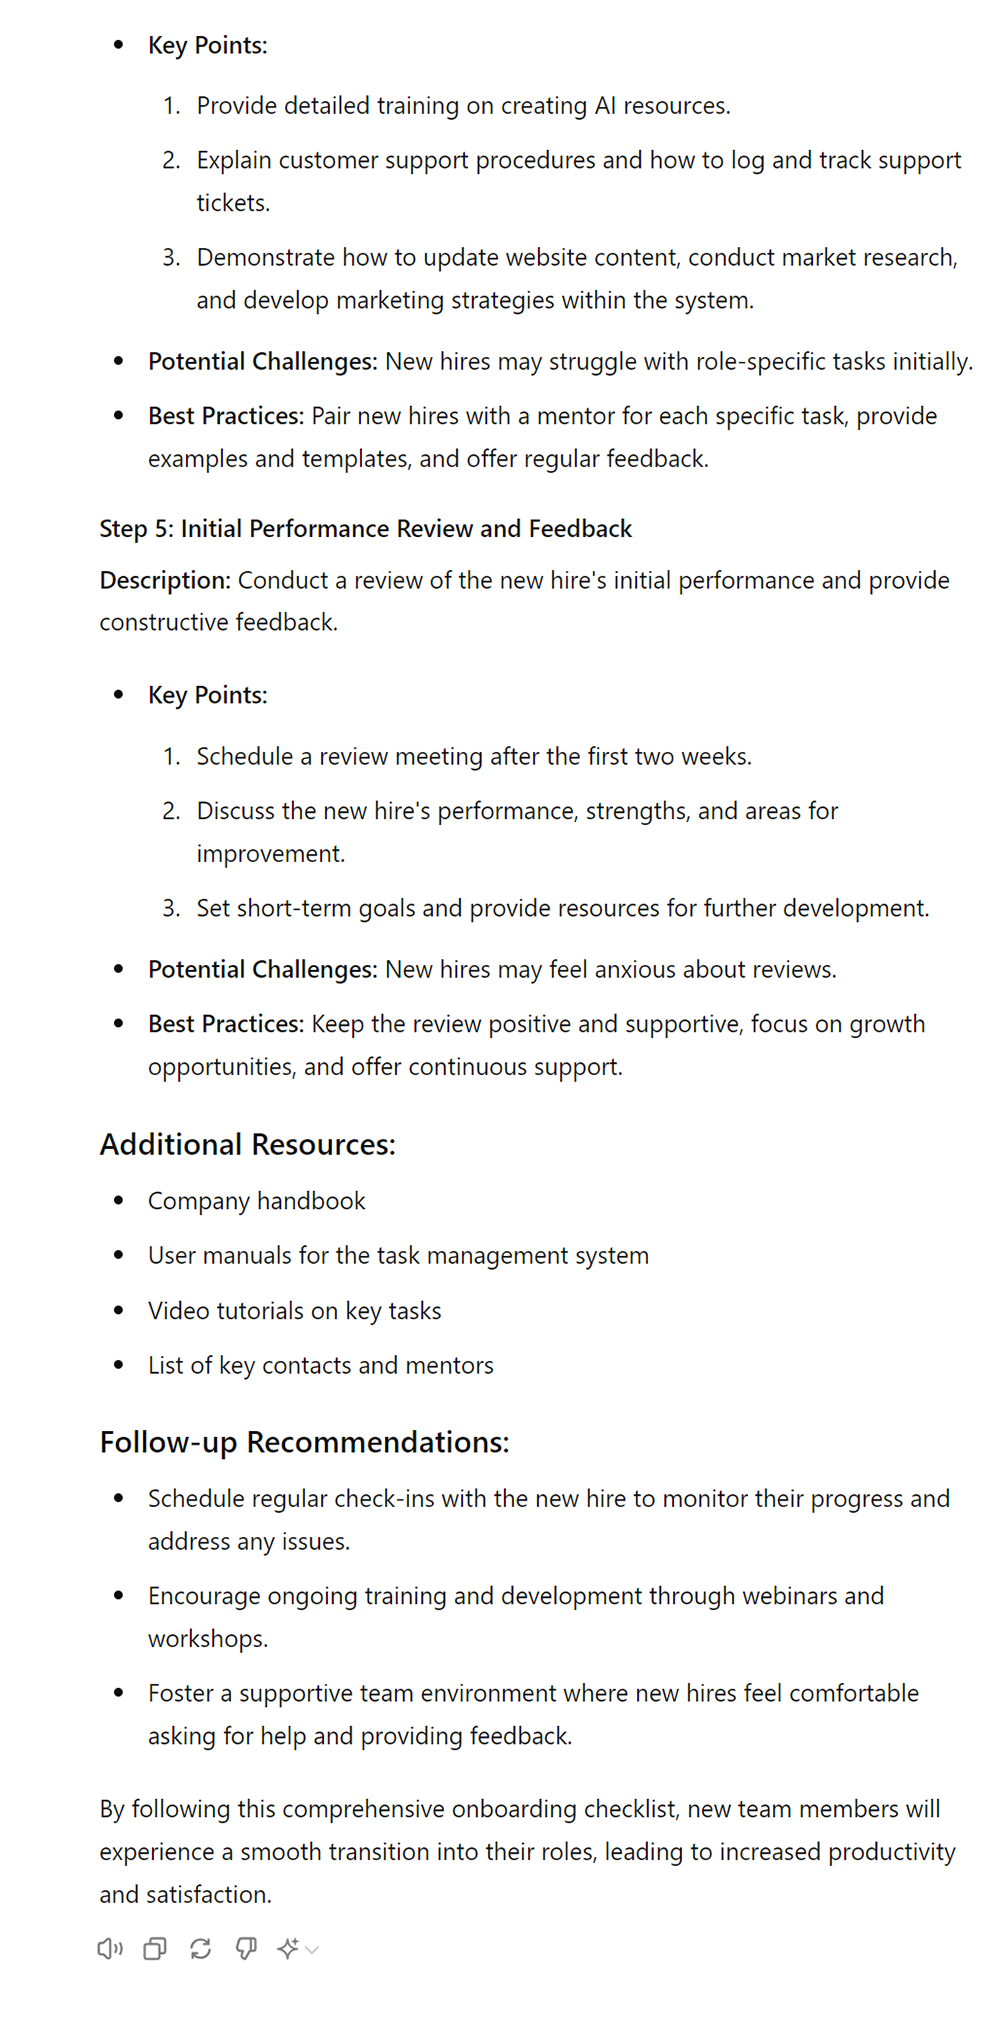 • Key Points:
1. Provide detailed training on creating AI resources.
2. Explain customer support procedures and how to log and track support
tickets.
3. Demonstrate how to update website content, conduct market research,
and develop marketing strategies within the system.
• Potential Challenges: New hires may struggle with role-specific tasks initially.
• Best Practices: Pair new hires with a mentor for each specific task, provide
examples and templates, and offer regular feedback.
Step 5: Initial Performance Review and Feedback
Description: Conduct a review of the new hire's initial performance and provide
constructive feedback.
• Key Points:
1. Schedule a review meeting after the first two weeks.
2. Discuss the new hire's performance, strengths, and areas for
improvement.
3. Set short-term goals and provide resources for further development.
• Potential Challenges: New hires may feel anxious about reviews.
• Best Practices: Keep the review positive and supportive, focus on growth
opportunities, and offer continuous support.
Additional Resources:
• Company handbook
• User manuals for the task management system
• Video tutorials on key tasks
• List of key contacts and mentors
Follow-up Recommendations:
• Schedule regular check-ins with the new hire to monitor their progress and
address any issues.
• Encourage ongoing training and development through webinars and
workshops.
• Foster a supportive team environment where new hires feel comfortable
asking for help and providing feedback.
By following this comprehensive onboarding checklist, new team members will
experience a smooth transition into their roles, leading to increased productivity
and satisfaction.